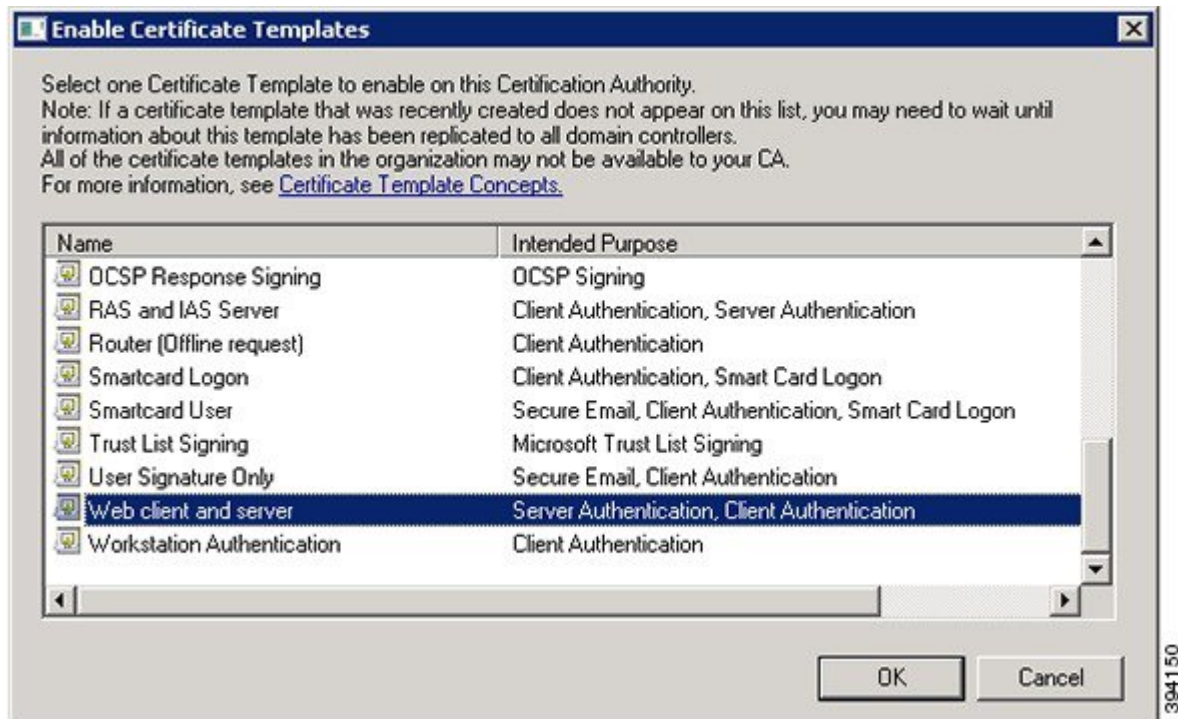 Enable Certificate Templates
Select one Certificate Template to enable on this Certification Authority.
Note: If a certificate template that was recently created does not appear on this list, you may need to wait until
information about this template has been replicated to all domain controllers.
All of the certificate templates in the organization may not be available to your CA.
For more information, see Certificate Template Concepts.
Name Intended Purpose
OCSP Response Signing OCSP Signing
RAS and IAS Server Client Authentication, Server Authentication
Router (Offline request) Client Authentication
Smartcard Logon Client Authentication, Smart Card Logon
Smartcard User Secure Email, Client Authentication, Smart Card Logon
Trust List Signing Microsoft Trust List Signing
User Signature Only Secure Email, Client Authentication
Web client and server Server Authentication, Client Authentication
Workstation Authentication Client Authentication
OK Cancel
394150